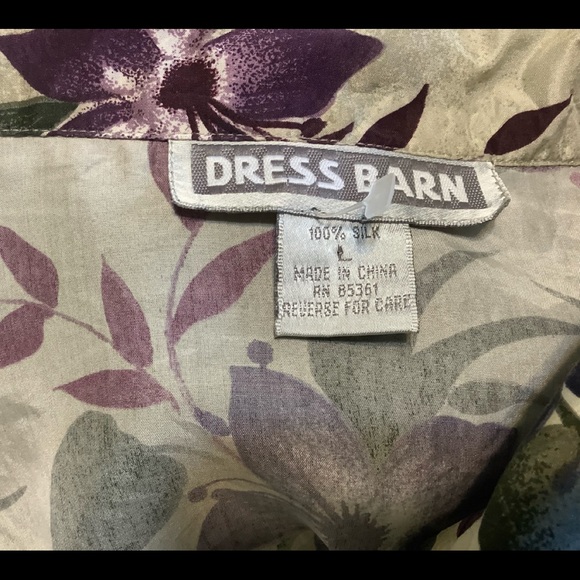 DRESS BARN
100% SILK
L
MADE IN CHINA
RN 85361
REVERSE FOR CARE